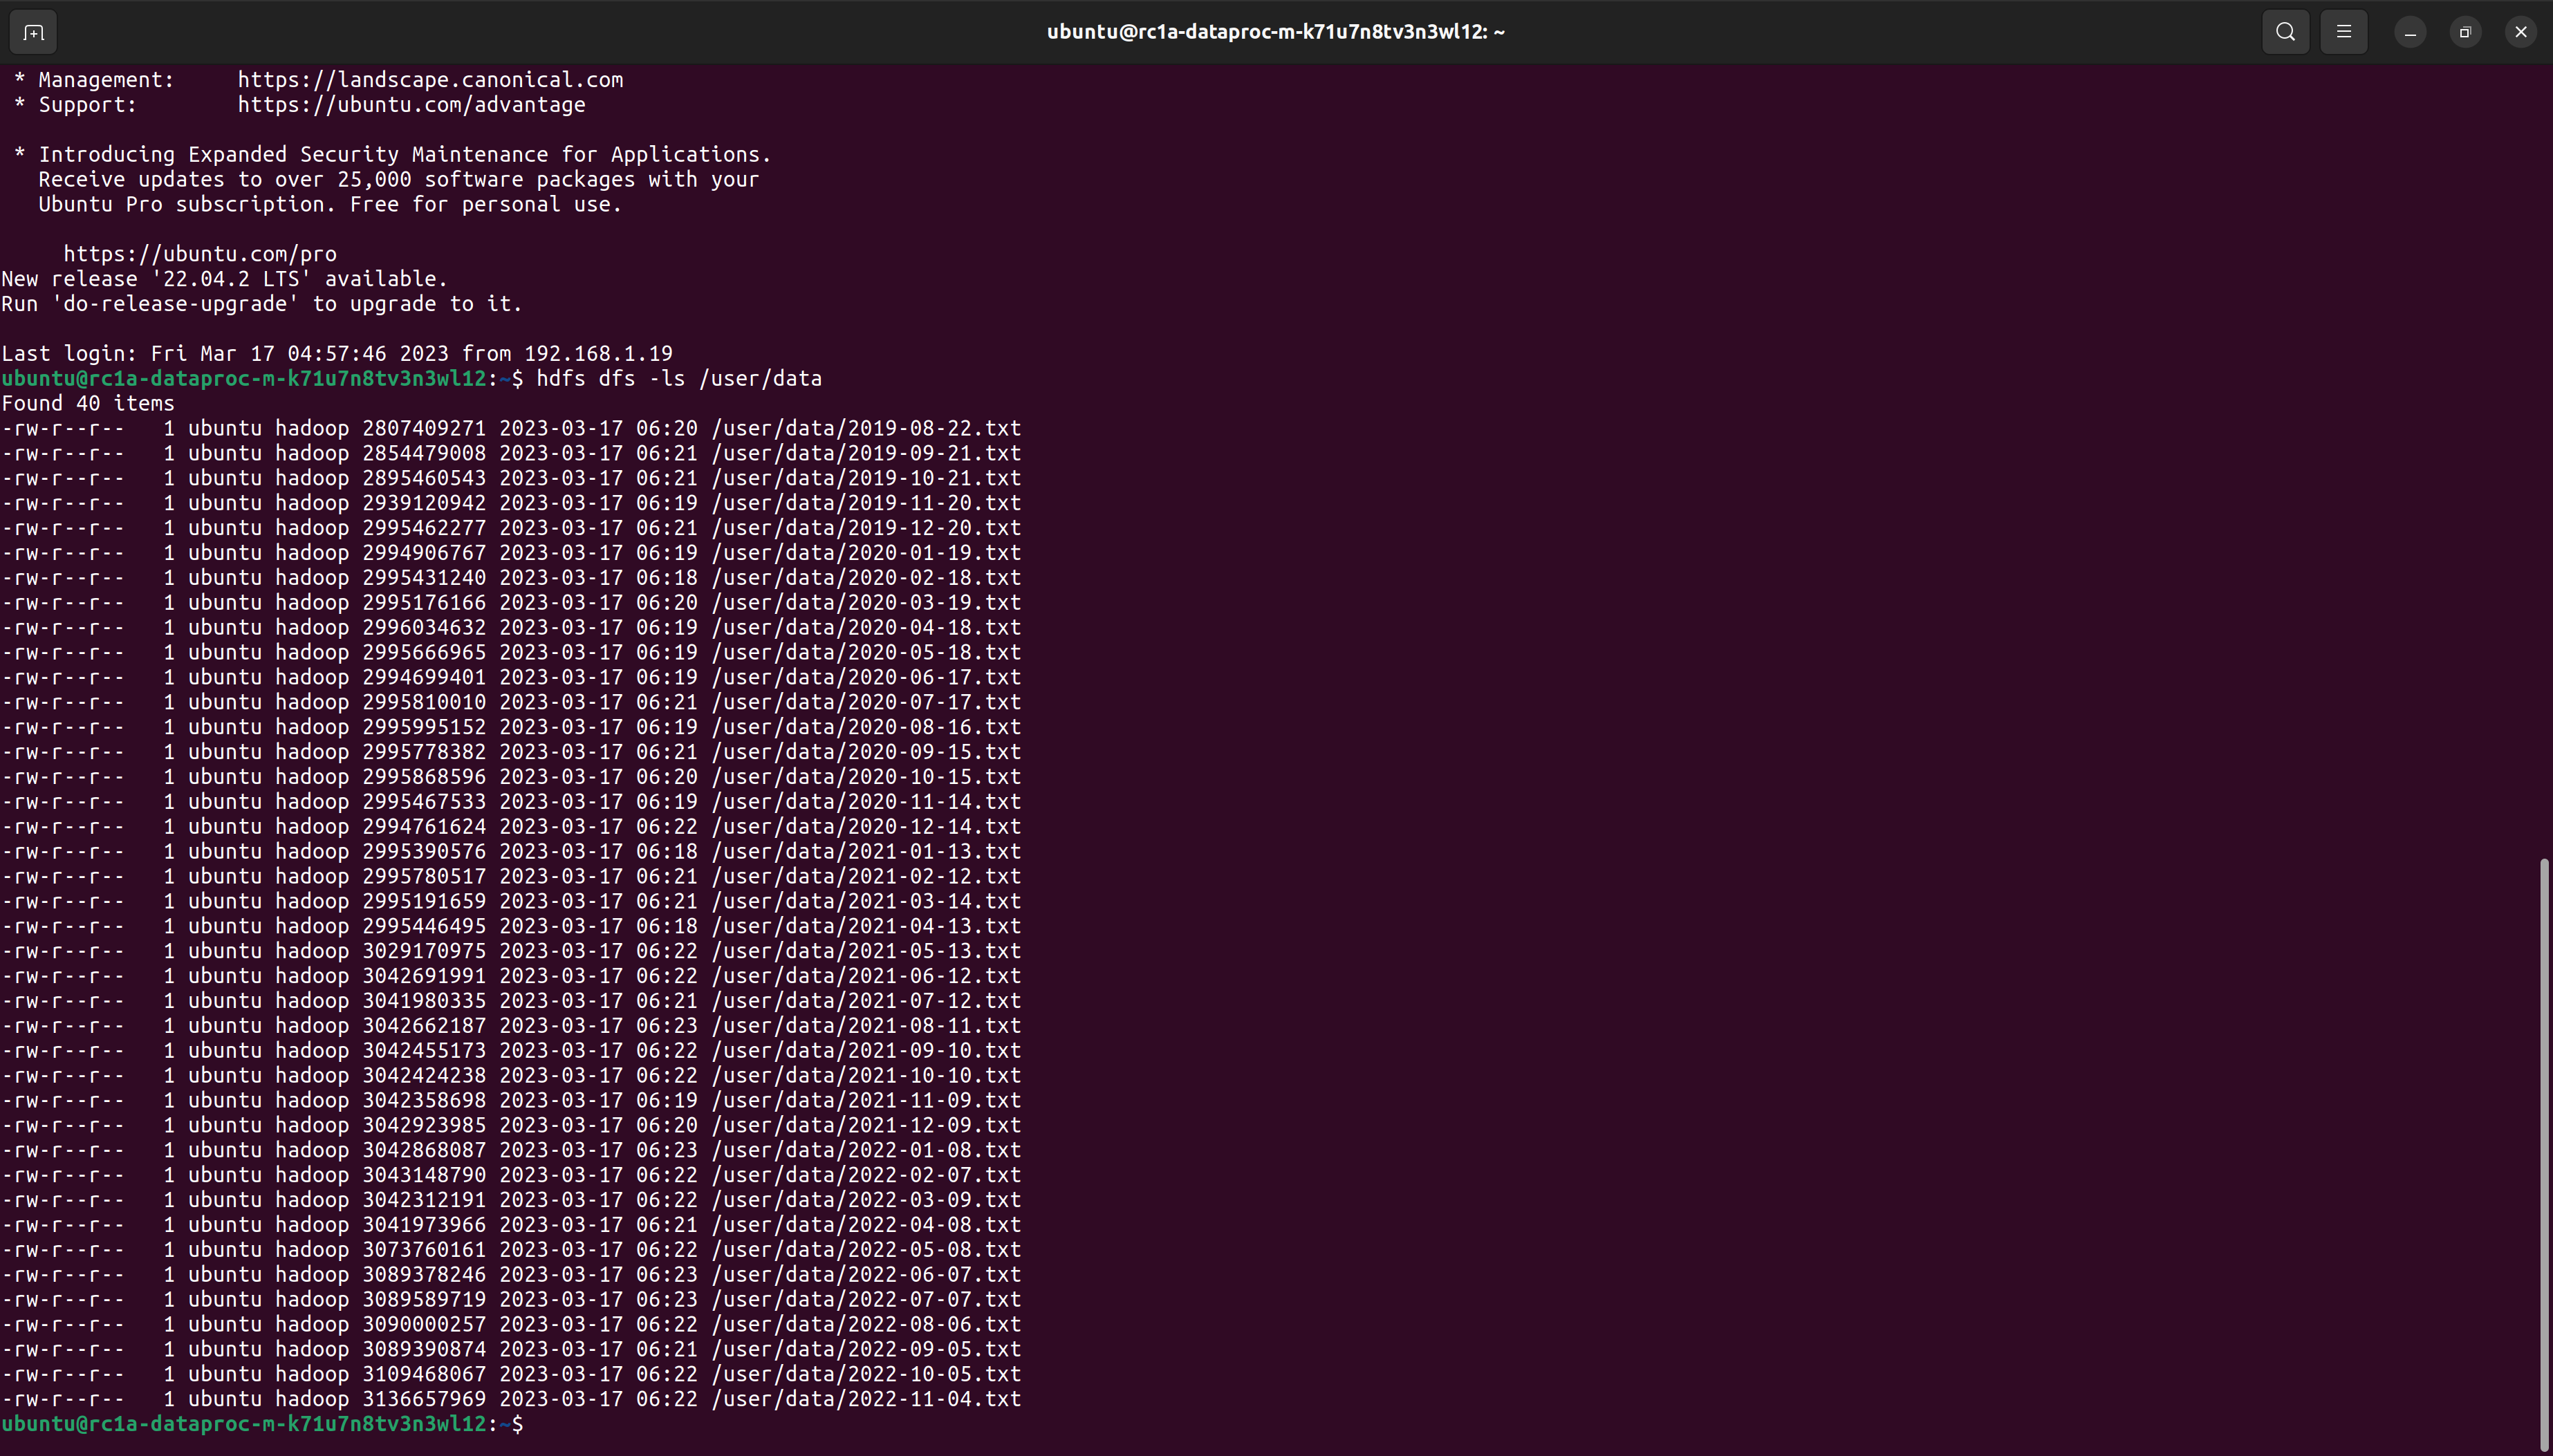 ubuntu@rc1a-dataproc-m-k71u7n8tv3n3wl12: ~
 * Management:     https://landscape.canonical.com
 * Support:        https://ubuntu.com/advantage
 * Introducing Expanded Security Maintenance for Applications.
   Receive updates to over 25,000 software packages with your
   Ubuntu Pro subscription. Free for personal use.
     https://ubuntu.com/pro
New release '22.04.2 LTS' available.
Run 'do-release-upgrade' to upgrade to it.
Last login: Fri Mar 17 04:57:46 2023 from 192.168.1.19
ubuntu@rc1a-dataproc-m-k71u7n8tv3n3wl12:~$ hdfs dfs -ls /user/data
Found 40 items
-rw-r--r--   1 ubuntu hadoop 2807409271 2023-03-17 06:20 /user/data/2019-08-22.txt
-rw-r--r--   1 ubuntu hadoop 2854479008 2023-03-17 06:21 /user/data/2019-09-21.txt
-rw-r--r--   1 ubuntu hadoop 2895460543 2023-03-17 06:21 /user/data/2019-10-21.txt
-rw-r--r--   1 ubuntu hadoop 2939120942 2023-03-17 06:19 /user/data/2019-11-20.txt
-rw-r--r--   1 ubuntu hadoop 2995462277 2023-03-17 06:21 /user/data/2019-12-20.txt
-rw-r--r--   1 ubuntu hadoop 2994906767 2023-03-17 06:19 /user/data/2020-01-19.txt
-rw-r--r--   1 ubuntu hadoop 2995431240 2023-03-17 06:18 /user/data/2020-02-18.txt
-rw-r--r--   1 ubuntu hadoop 2995176166 2023-03-17 06:20 /user/data/2020-03-19.txt
-rw-r--r--   1 ubuntu hadoop 2996034632 2023-03-17 06:19 /user/data/2020-04-18.txt
-rw-r--r--   1 ubuntu hadoop 2995666965 2023-03-17 06:19 /user/data/2020-05-18.txt
-rw-r--r--   1 ubuntu hadoop 2994699401 2023-03-17 06:19 /user/data/2020-06-17.txt
-rw-r--r--   1 ubuntu hadoop 2995810010 2023-03-17 06:21 /user/data/2020-07-17.txt
-rw-r--r--   1 ubuntu hadoop 2995995152 2023-03-17 06:19 /user/data/2020-08-16.txt
-rw-r--r--   1 ubuntu hadoop 2995778382 2023-03-17 06:21 /user/data/2020-09-15.txt
-rw-r--r--   1 ubuntu hadoop 2995868596 2023-03-17 06:20 /user/data/2020-10-15.txt
-rw-r--r--   1 ubuntu hadoop 2995467533 2023-03-17 06:19 /user/data/2020-11-14.txt
-rw-r--r--   1 ubuntu hadoop 2994761624 2023-03-17 06:22 /user/data/2020-12-14.txt
-rw-r--r--   1 ubuntu hadoop 2995390576 2023-03-17 06:18 /user/data/2021-01-13.txt
-rw-r--r--   1 ubuntu hadoop 2995780517 2023-03-17 06:21 /user/data/2021-02-12.txt
-rw-r--r--   1 ubuntu hadoop 2995191659 2023-03-17 06:21 /user/data/2021-03-14.txt
-rw-r--r--   1 ubuntu hadoop 2995446495 2023-03-17 06:18 /user/data/2021-04-13.txt
-rw-r--r--   1 ubuntu hadoop 3029170975 2023-03-17 06:22 /user/data/2021-05-13.txt
-rw-r--r--   1 ubuntu hadoop 3042691991 2023-03-17 06:22 /user/data/2021-06-12.txt
-rw-r--r--   1 ubuntu hadoop 3041980335 2023-03-17 06:21 /user/data/2021-07-12.txt
-rw-r--r--   1 ubuntu hadoop 3042662187 2023-03-17 06:23 /user/data/2021-08-11.txt
-rw-r--r--   1 ubuntu hadoop 3042455173 2023-03-17 06:22 /user/data/2021-09-10.txt
-rw-r--r--   1 ubuntu hadoop 3042424238 2023-03-17 06:22 /user/data/2021-10-10.txt
-rw-r--r--   1 ubuntu hadoop 3042358698 2023-03-17 06:19 /user/data/2021-11-09.txt
-rw-r--r--   1 ubuntu hadoop 3042923985 2023-03-17 06:20 /user/data/2021-12-09.txt
-rw-r--r--   1 ubuntu hadoop 3042868087 2023-03-17 06:23 /user/data/2022-01-08.txt
-rw-r--r--   1 ubuntu hadoop 3043148790 2023-03-17 06:22 /user/data/2022-02-07.txt
-rw-r--r--   1 ubuntu hadoop 3042312191 2023-03-17 06:22 /user/data/2022-03-09.txt
-rw-r--r--   1 ubuntu hadoop 3041973966 2023-03-17 06:21 /user/data/2022-04-08.txt
-rw-r--r--   1 ubuntu hadoop 3073760161 2023-03-17 06:22 /user/data/2022-05-08.txt
-rw-r--r--   1 ubuntu hadoop 3089378246 2023-03-17 06:23 /user/data/2022-06-07.txt
-rw-r--r--   1 ubuntu hadoop 3089589719 2023-03-17 06:23 /user/data/2022-07-07.txt
-rw-r--r--   1 ubuntu hadoop 3090000257 2023-03-17 06:22 /user/data/2022-08-06.txt
-rw-r--r--   1 ubuntu hadoop 3089390874 2023-03-17 06:21 /user/data/2022-09-05.txt
-rw-r--r--   1 ubuntu hadoop 3109468067 2023-03-17 06:22 /user/data/2022-10-05.txt
-rw-r--r--   1 ubuntu hadoop 3136657969 2023-03-17 06:22 /user/data/2022-11-04.txt
ubuntu@rc1a-dataproc-m-k71u7n8tv3n3wl12:~$